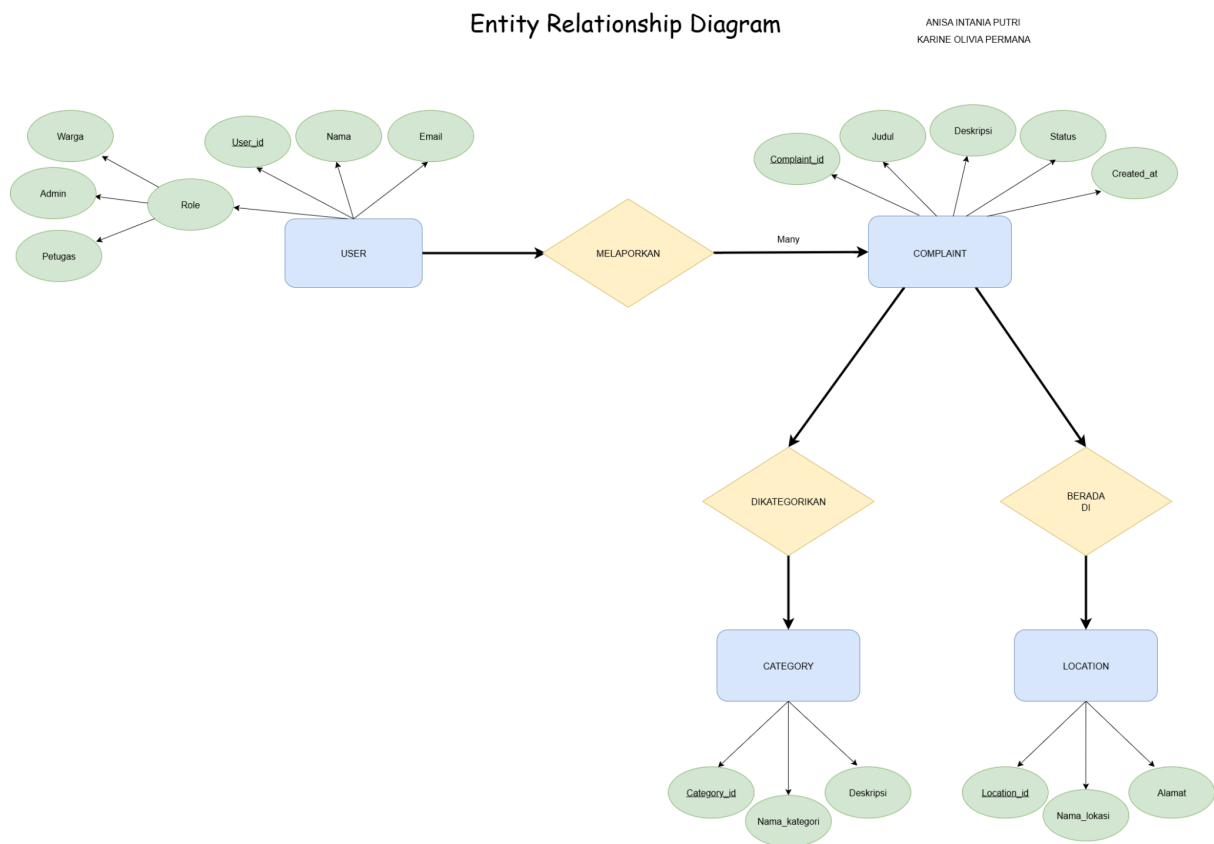 Entity Relationship Diagram
ANISA INTANIA PUTRI
KARINE OLIVIA PERMANA
Warga
Admin
Petugas
Role
User_id
Nama
Email
USER
MELAPORKAN
Many
Complaint_id
Judul
Deskripsi
Status
Created_at
COMPLAINT
DIKATEGORIKAN
BERADA
DI
CATEGORY
LOCATION
Category_id
Nama_kategori
Deskripsi
Location_id
Nama_lokasi
Alamat